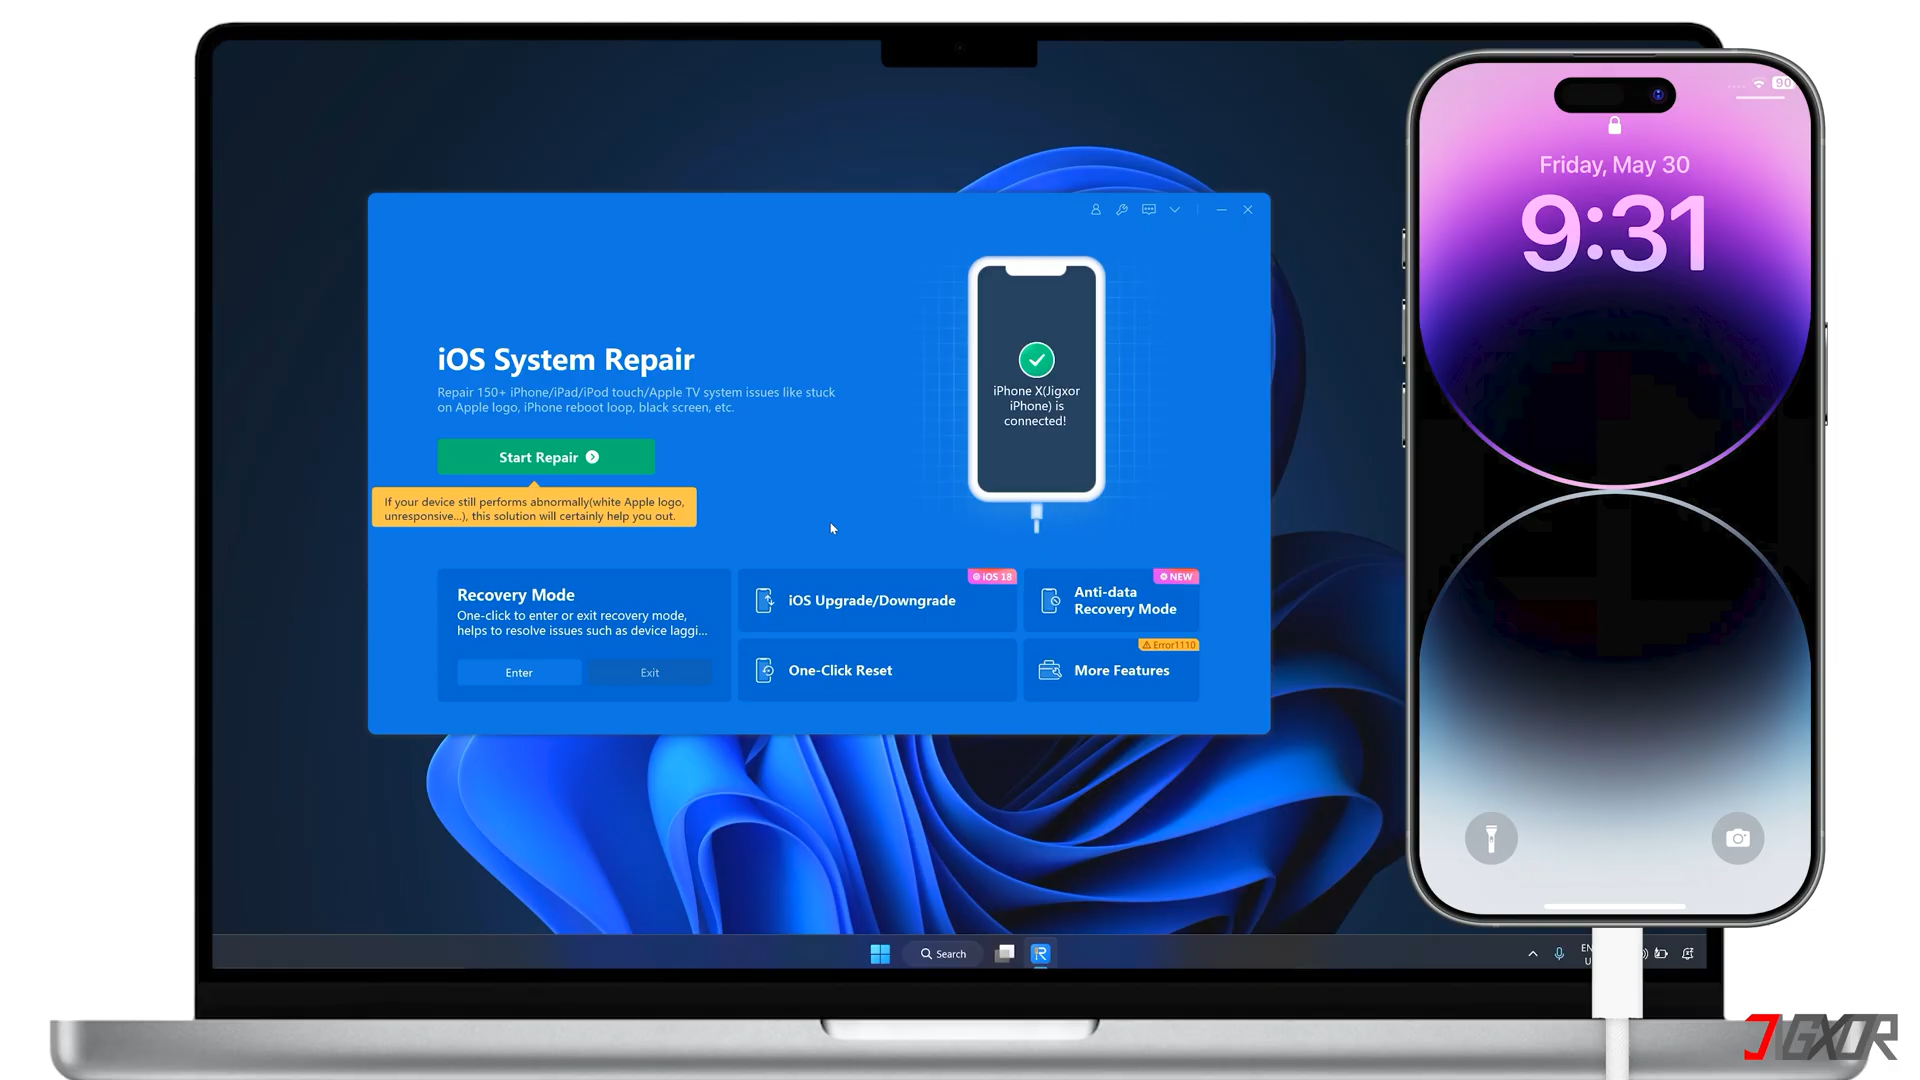 90
Friday, May 30
9:31
iOS System Repair
Repair 150+ iPhone/iPad/iPod touch/Apple TV system issues like stuck
on Apple logo, iPhone reboot loop, black screen, etc.
Start Repair
If your device still performs abnormally(white Apple logo,
unresponsive...), this solution will certainly help you out.
iPhone X(Jigxor
iPhone) is
connected!
Recovery Mode
One-click to enter or exit recovery mode,
helps to resolve issues such as device laggi...
Enter
Exit
iOS 18
iOS Upgrade/Downgrade
NEW
Anti-data
Recovery Mode
One-Click Reset
Error1110
More Features
Search
JIGXOR